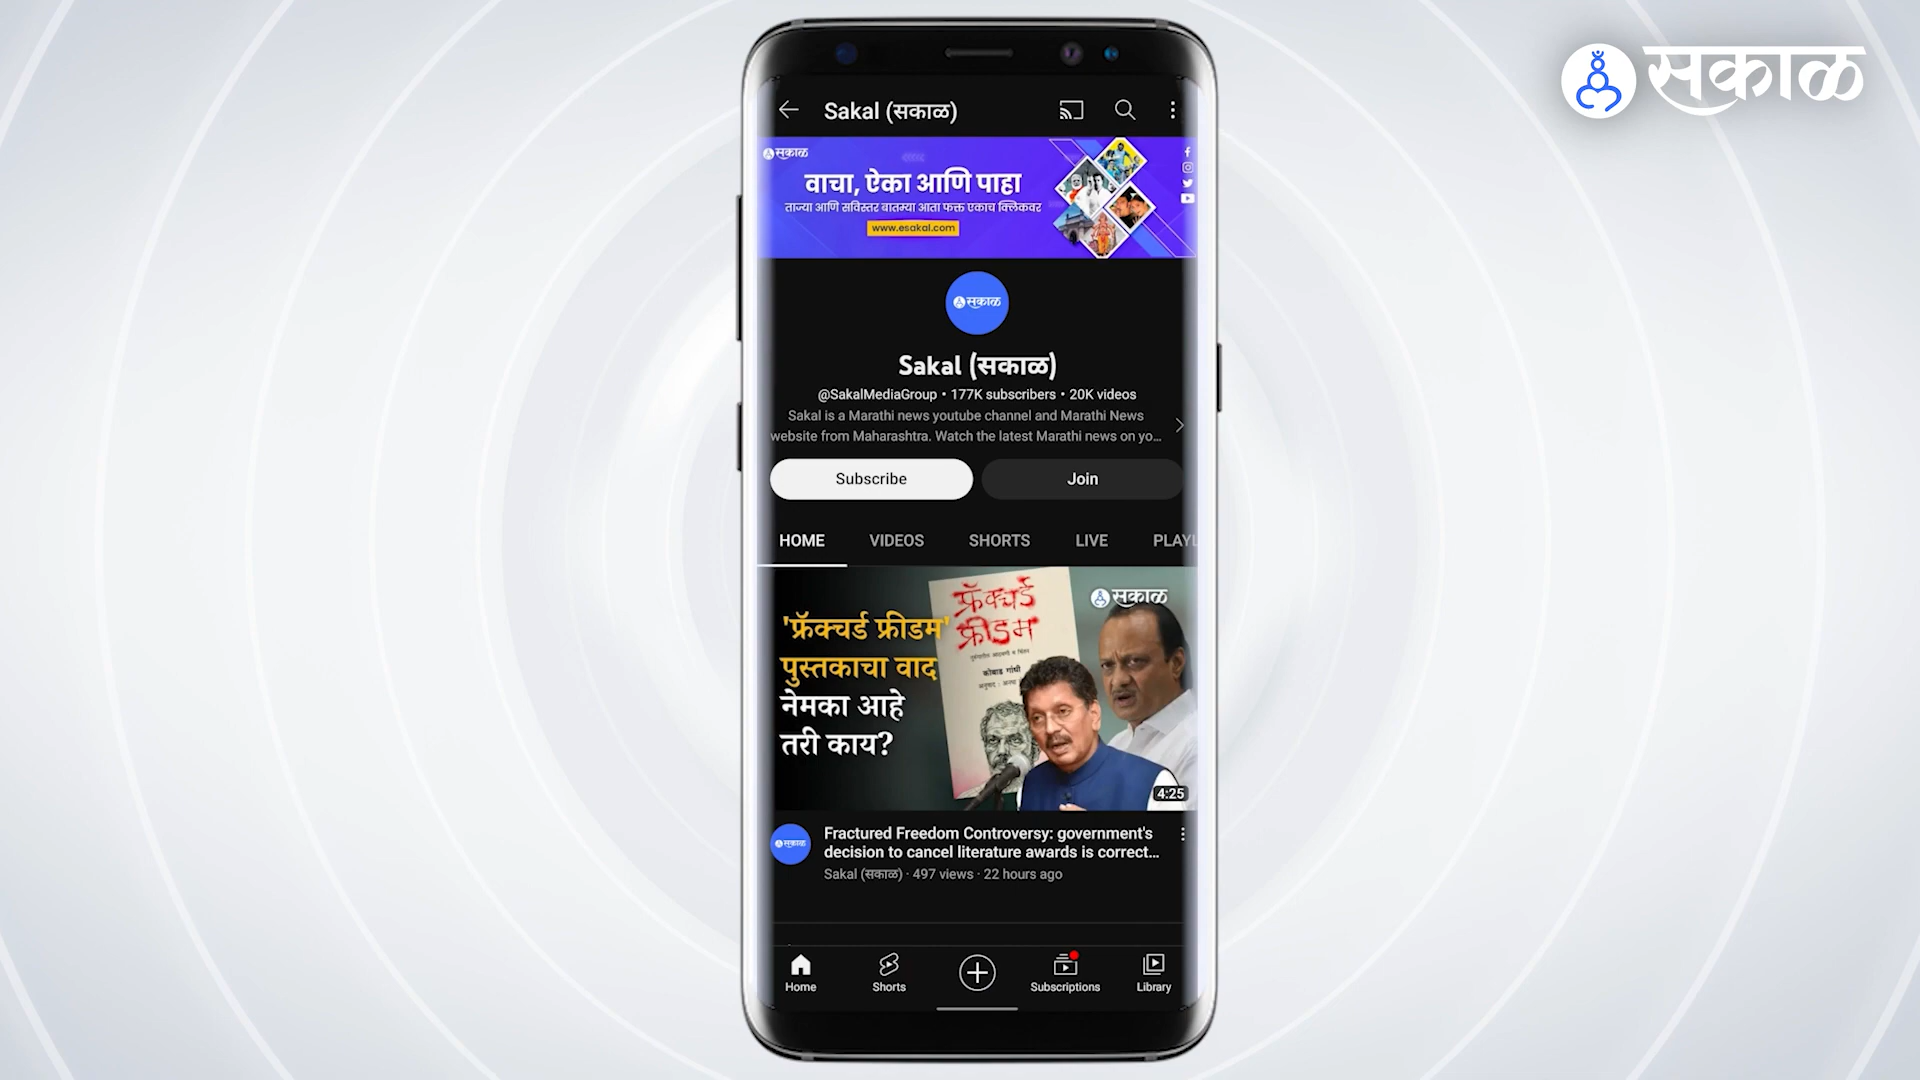 सकाळ
Sakal (सकाळ)
सकाळ
वाचा, ऐका आणि पाहा
ताज्या आणि सविस्तर बातम्या आता फक्त एकाच क्लिकवर
www.esakal.com
सकाळ
Sakal (सकाळ)
@SakalMediaGroup • 177K subscribers • 20K videos
Sakal is a Marathi news youtube channel and Marathi News
website from Maharashtra. Watch the latest Marathi news on yo...
Subscribe
Join
HOME VIDEOS SHORTS LIVE PLAYL
सकाळ
'फ्रॅक्चर्ड फ्रीडम'
पुस्तकाचा वाद
नेमका आहे
तरी काय?
फ्रॅक्चर्ड
फ्रीडम
कोबाड गांधी
4:25
सकाळ
Fractured Freedom Controversy: government's
decision to cancel literature awards is correct...
Sakal (सकाळ) · 497 views · 22 hours ago
Home Shorts Subscriptions Library